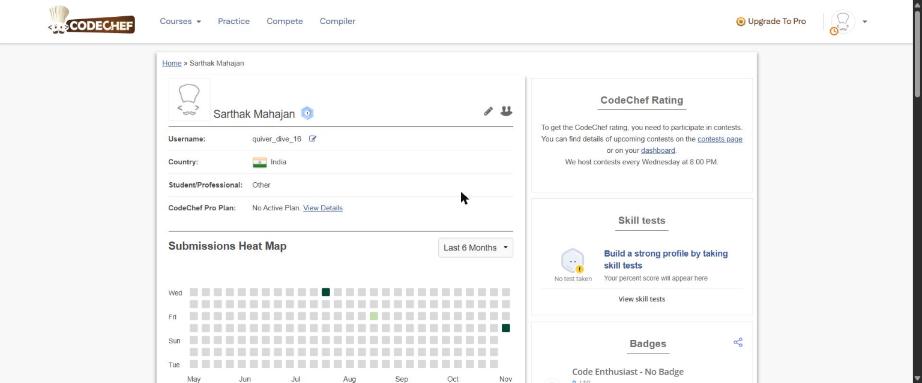 CODECHEF
Courses
Practice
Compete
Compiler
Upgrade To Pro
Home » Sarthak Mahajan
Sarthak Mahajan
Username: quiver_dive_16
Country: India
Student/Professional: Other
CodeChef Pro Plan: No Active Plan. View Details
Submissions Heat Map
Last 6 Months
Wed
Fri
Sun
Tue
May Jun Jul Aug Sep Oct Nov
CodeChef Rating
To get the CodeChef rating, you need to participate in contests.
You can find details of upcoming contests on the contests page
or on your dashboard.
We host contests every Wednesday at 8:00 PM.
Skill tests
No test taken
Build a strong profile by taking
skill tests
Your percent score will appear here
View skill tests
Badges
Code Enthusiast - No Badge